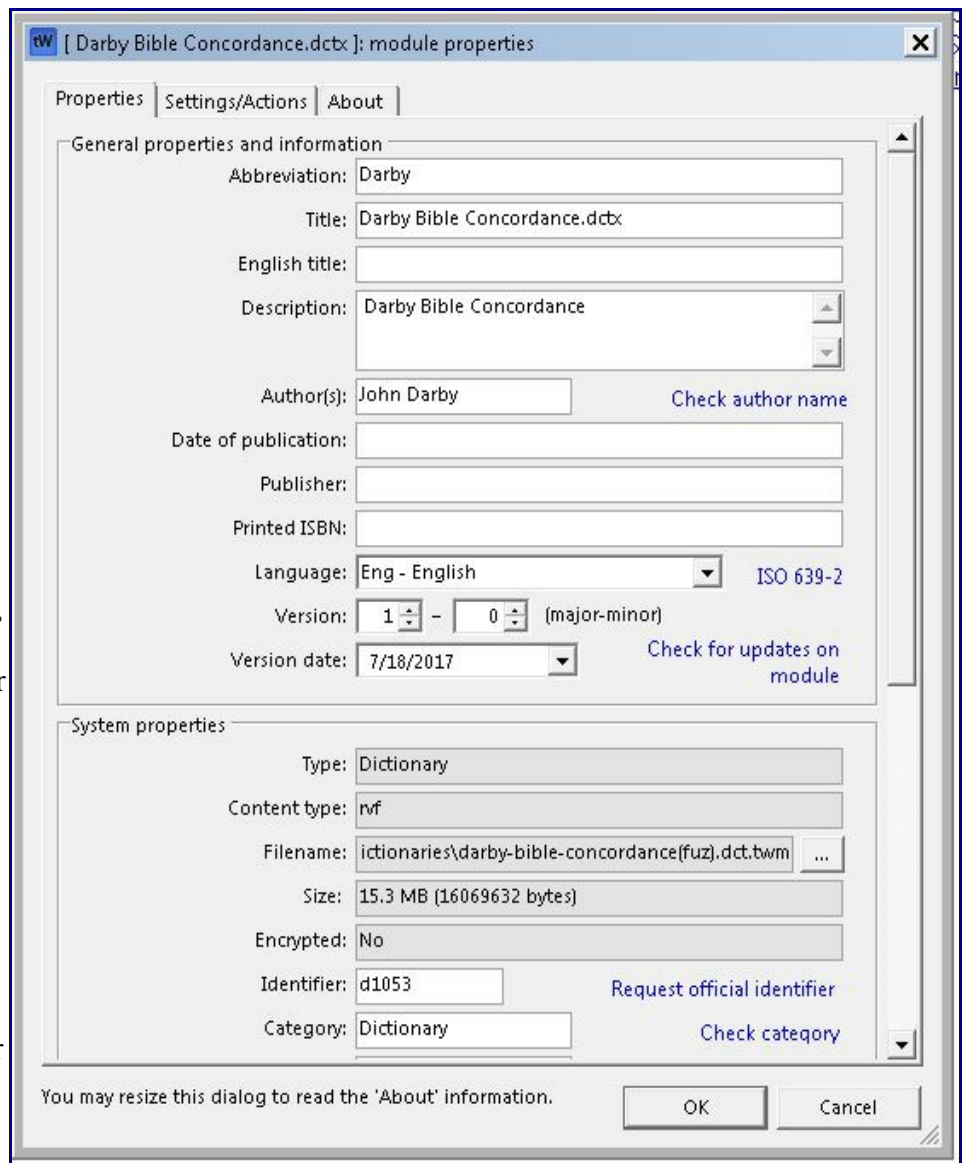 tW [ Darby Bible Concordance.dctx ]: module properties
Properties Settings/Actions About
General properties and information
Abbreviation: Darby
Title: Darby Bible Concordance.dctx
English title:
Description: Darby Bible Concordance
Author(s): John Darby Check author name
Date of publication:
Publisher:
Printed ISBN:
Language: Eng - English ISO 639-2
Version: 1 - 0 (major-minor)
Version date: 7/18/2017 Check for updates on
module
System properties
Type: Dictionary
Content type: rvf
Filename: ictionaries\darby-bible-concordance(fuz).dct.twm ...
Size: 15.3 MB (16069632 bytes)
Encrypted: No
Identifier: d1053 Request official identifier
Category: Dictionary Check category
You may resize this dialog to read the 'About' information. OK Cancel